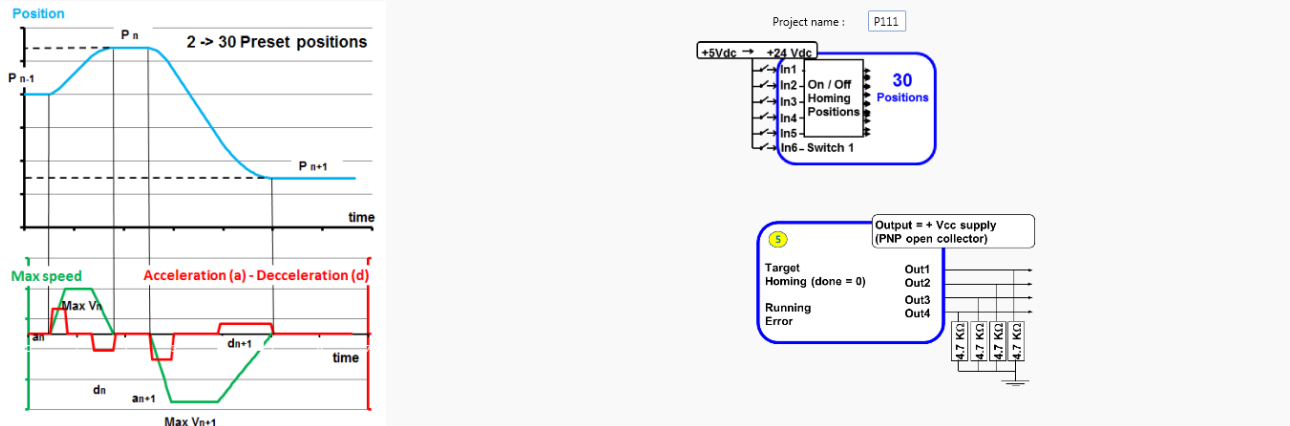 Position
P n
2 -> 30 Preset positions
P n-1
P n+1
time
Max speed
Acceleration (a) - Decceleration (d)
Max Vn
an
dn+1
time
dn
an+1
Max Vn+1
Project name :
P111
+5Vdc → +24 Vdc
In1
In2
In3
In4
In5
In6
On / Off
Homing
Positions
Switch 1
30
Positions
Output = + Vcc supply
(PNP open collector)
5
Target
Homing (done = 0)
Running
Error
Out1
Out2
Out3
Out4
4.7 KΩ
4.7 KΩ
4.7 KΩ
4.7 KΩ